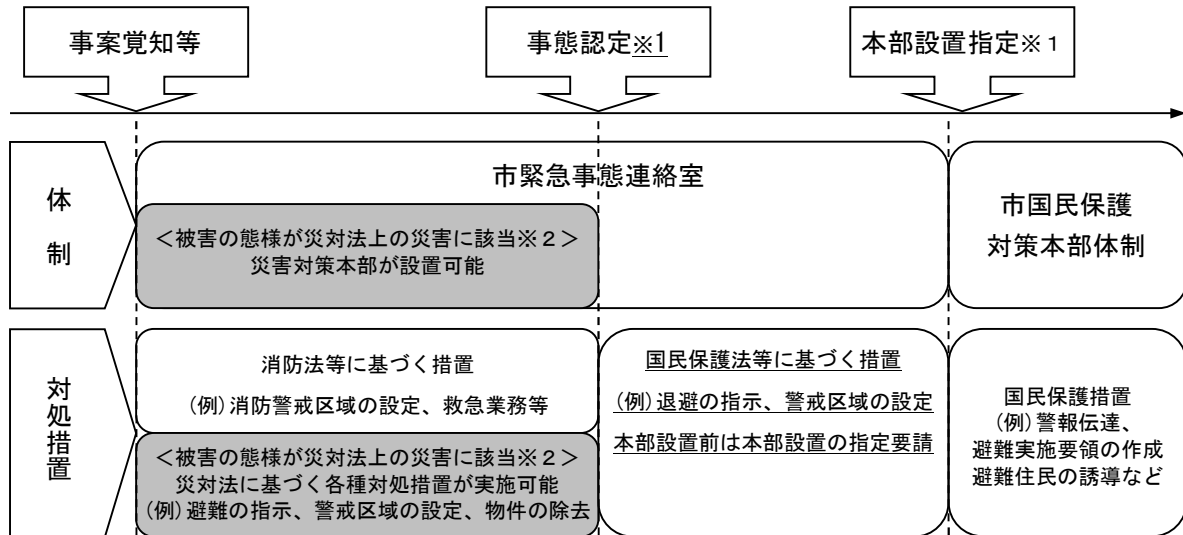 事案覚知等
事態認定※1
本部設置指定※１
体
制
市緊急事態連絡室
＜被害の態様が災対法上の災害に該当※２＞
災害対策本部が設置可能
市国民保護
対策本部体制
対処措置
消防法等に基づく措置
(例)消防警戒区域の設定、救急業務等
＜被害の態様が災対法上の災害に該当※２＞
災対法に基づく各種対処措置が実施可能
(例)避難の指示、警戒区域の設定、物件の除去
国民保護法等に基づく措置
(例)退避の指示、警戒区域の設定
本部設置前は本部設置の指定要請
国民保護措置
(例)警報伝達、
避難実施要領の作成
避難住民の誘導など